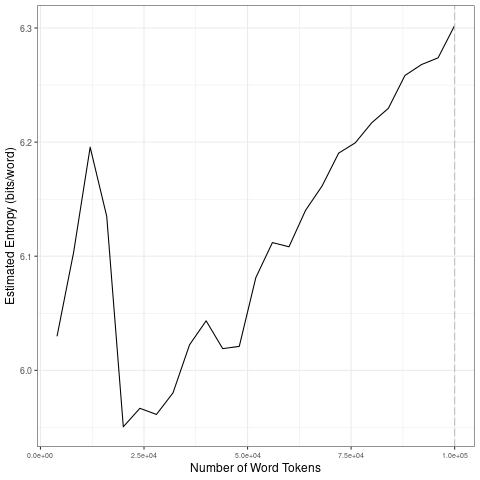 Estimated Entropy (bits/word)
6.3
6.2
6.1
6.0
0.0e+00 2.5e+04 5.0e+04 7.5e+04 1.0e+05
Number of Word Tokens